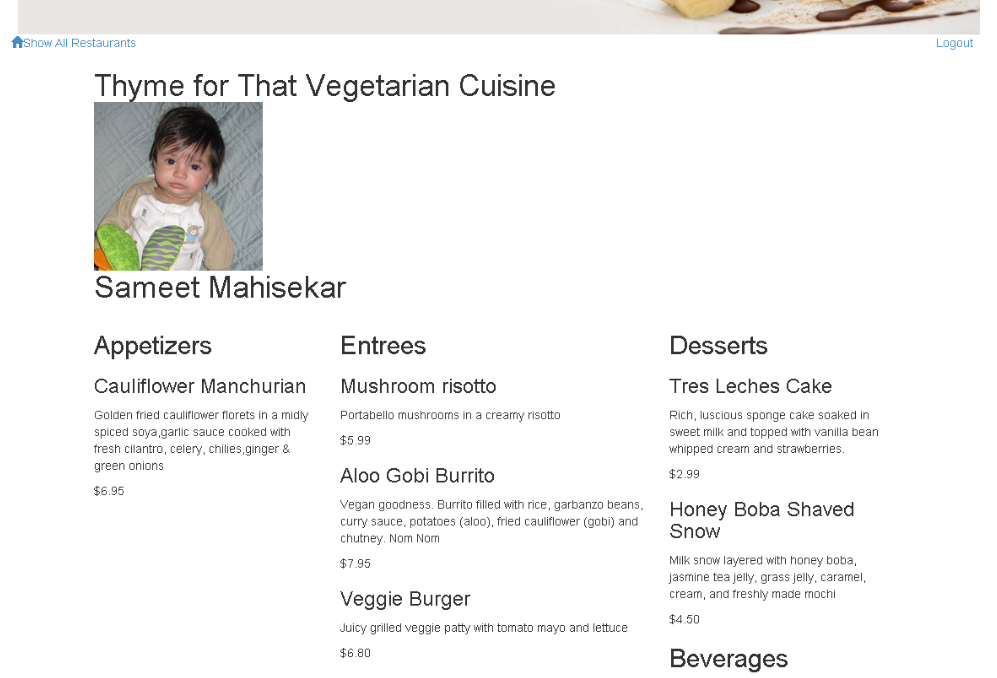 Show All Restaurants
Logout
Thyme for That Vegetarian Cuisine
Sameet Mahisekar
Appetizers
Cauliflower Manchurian
Golden fried cauliflower florets in a midly
spiced soya,garlic sauce cooked with
fresh cilantro, celery, chilies,ginger &
green onions
$6.95
Entrees
Mushroom risotto
Portabello mushrooms in a creamy risotto
$5.99
Aloo Gobi Burrito
Vegan goodness. Burrito filled with rice, garbanzo beans,
curry sauce, potatoes (aloo), fried cauliflower (gobi) and
chutney. Nom Nom
$7.95
Veggie Burger
Juicy grilled veggie patty with tomato mayo and lettuce
$6.80
Desserts
Tres Leches Cake
Rich, luscious sponge cake soaked in
sweet milk and topped with vanilla bean
whipped cream and strawberries.
$2.99
Honey Boba Shaved
Snow
Milk snow layered with honey boba,
jasmine tea jelly, grass jelly, caramel,
cream, and freshly made mochi
$4.50
Beverages